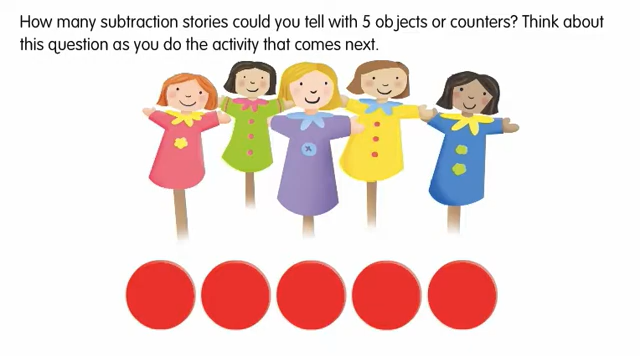 How many subtraction stories could you tell with 5 objects or counters? Think about
this question as you do the activity that comes next.